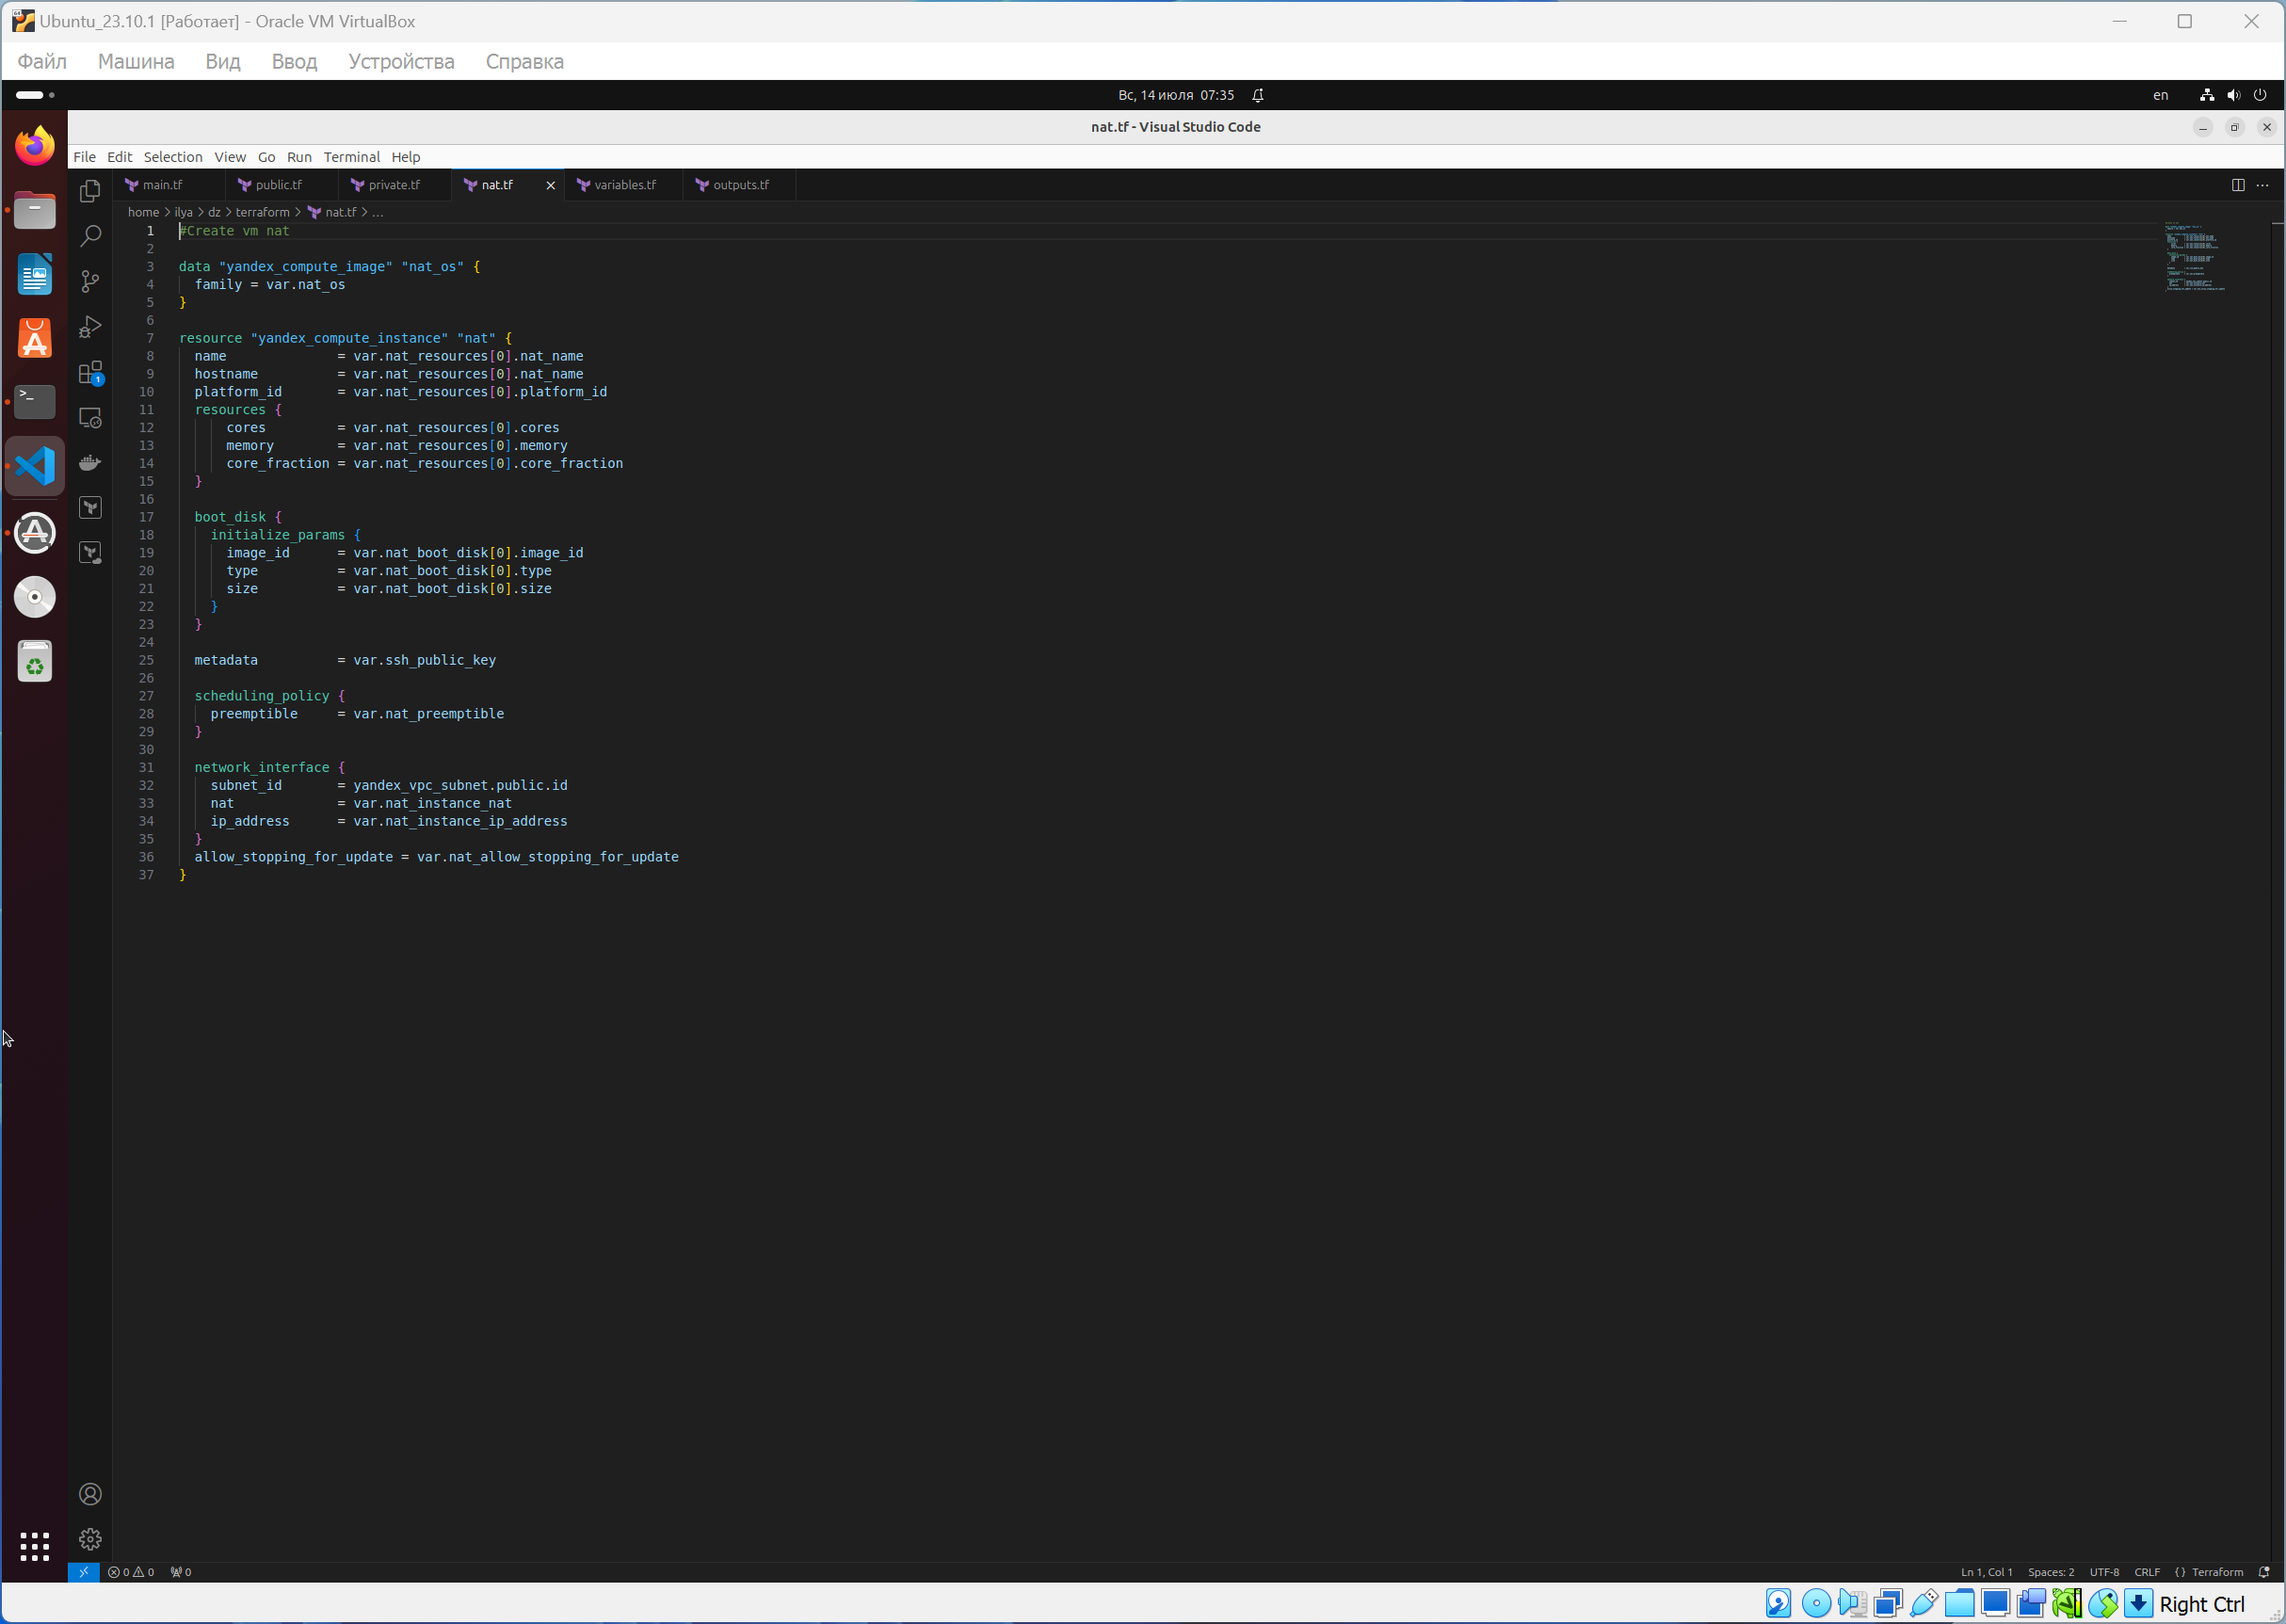 Ubuntu_23.10.1 [Работает] - Oracle VM VirtualBox
Файл Машина Вид Ввод Устройства Справка
Вс, 14 июля 07:35
en
nat.tf - Visual Studio Code
File Edit Selection View Go Run Terminal Help
main.tf public.tf private.tf nat.tf variables.tf outputs.tf
home > ilya > dz > terraform > nat.tf > ...
1 #Create vm nat
2
3 data "yandex_compute_image" "nat_os" {
4 family = var.nat_os
5 }
6
7 resource "yandex_compute_instance" "nat" {
8 name = var.nat_resources[0].nat_name
9 hostname = var.nat_resources[0].nat_name
10 platform_id = var.nat_resources[0].platform_id
11 resources {
12 cores = var.nat_resources[0].cores
13 memory = var.nat_resources[0].memory
14 core_fraction = var.nat_resources[0].core_fraction
15 }
16
17 boot_disk {
18 initialize_params {
19 image_id = var.nat_boot_disk[0].image_id
20 type = var.nat_boot_disk[0].type
21 size = var.nat_boot_disk[0].size
22 }
23 }
24
25 metadata = var.ssh_public_key
26
27 scheduling_policy {
28 preemptible = var.nat_preemptible
29 }
30
31 network_interface {
32 subnet_id = yandex_vpc_subnet.public.id
33 nat = var.nat_instance_nat
34 ip_address = var.nat_instance_ip_address
35 }
36 allow_stopping_for_update = var.nat_allow_stopping_for_update
37 }
1
0 0 0
Ln 1, Col 1 Spaces: 2 UTF-8 CRLF {} Terraform
Right Ctrl